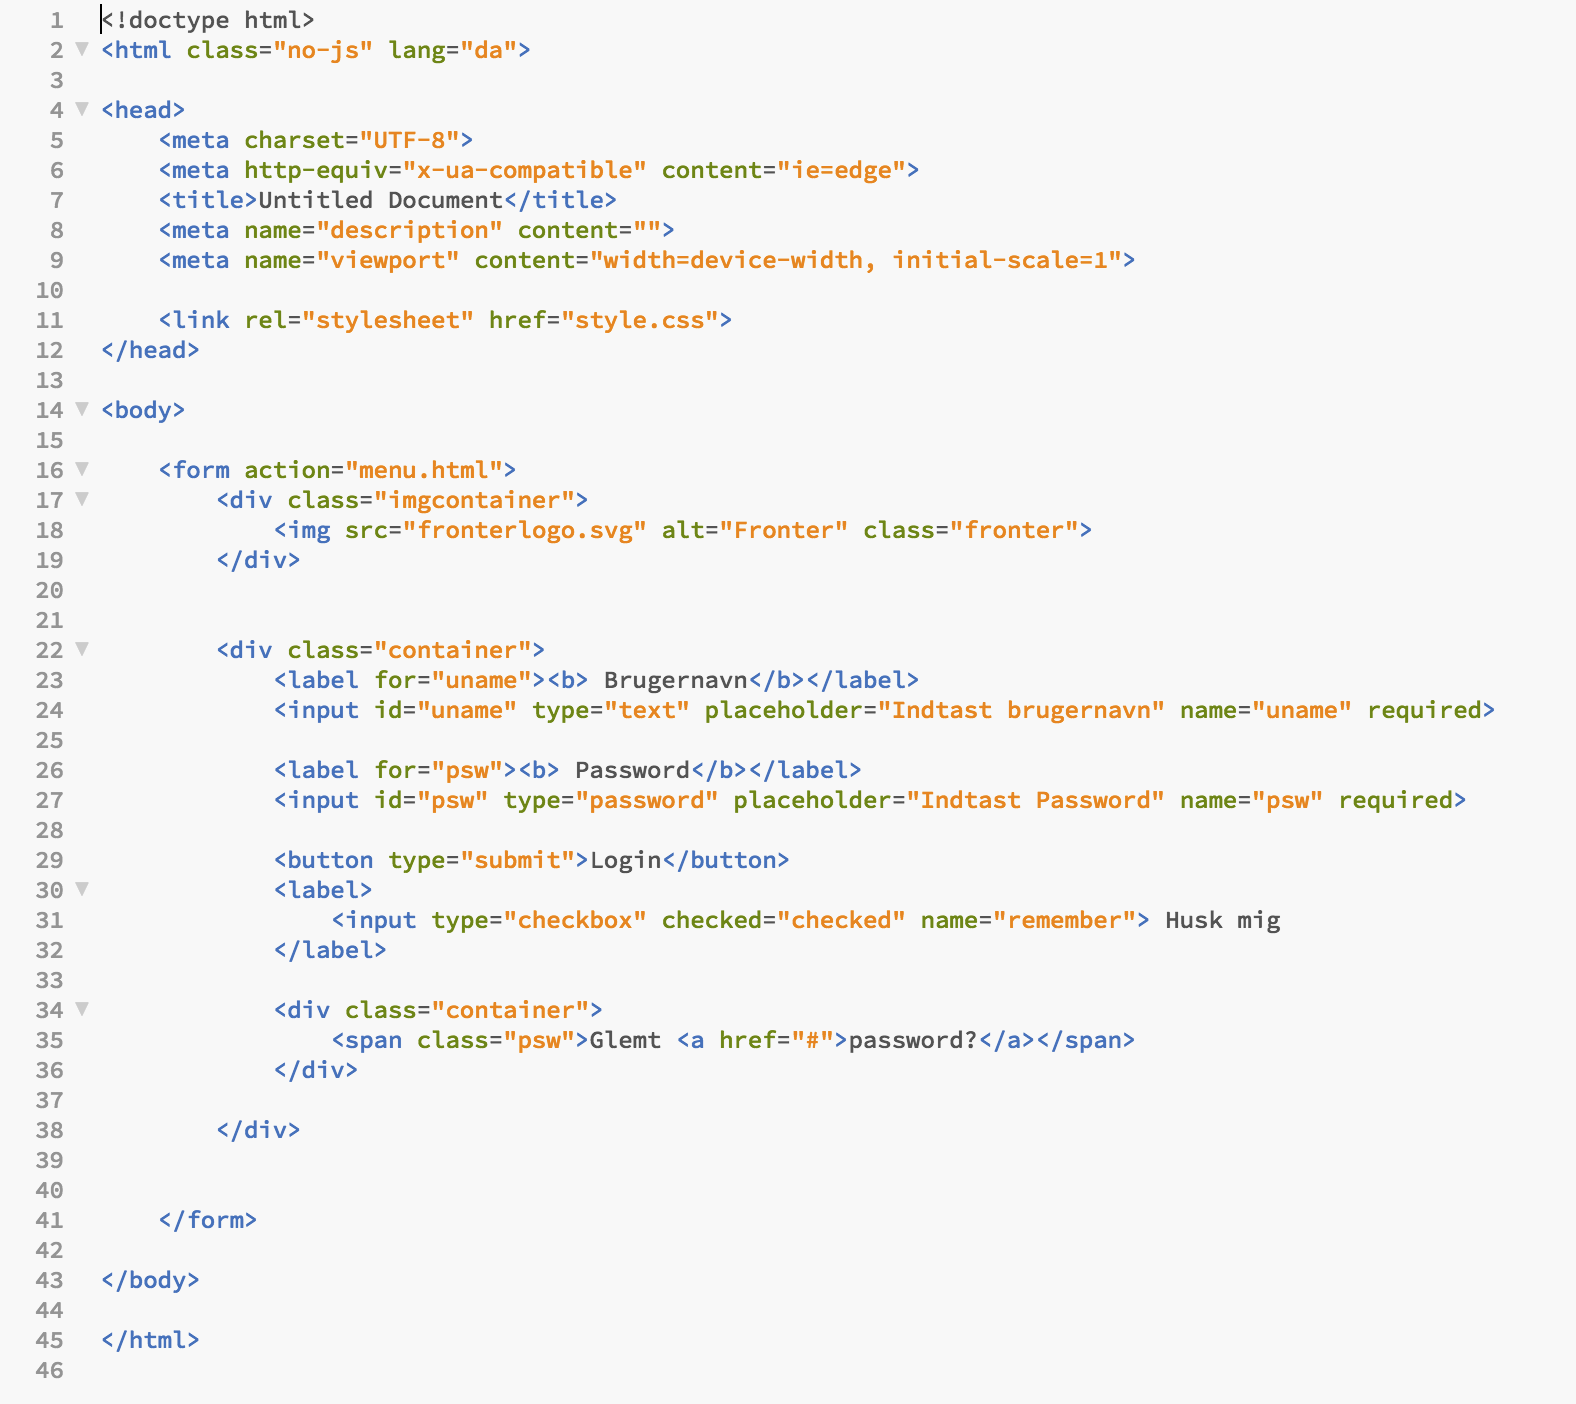 1 <!doctype html>
2 <html class="no-js" lang="da">
3
4 <head>
5     <meta charset="UTF-8">
6     <meta http-equiv="x-ua-compatible" content="ie=edge">
7     <title>Untitled Document</title>
8     <meta name="description" content="">
9     <meta name="viewport" content="width=device-width, initial-scale=1">
10
11     <link rel="stylesheet" href="style.css">
12 </head>
13
14 <body>
15
16     <form action="menu.html">
17         <div class="imgcontainer">
18             <img src="fronterlogo.svg" alt="Fronter" class="fronter">
19         </div>
20
21
22         <div class="container">
23             <label for="uname"><b> Brugernavn</b></label>
24             <input id="uname" type="text" placeholder="Indtast brugernavn" name="uname" required>
25
26             <label for="psw"><b> Password</b></label>
27             <input id="psw" type="password" placeholder="Indtast Password" name="psw" required>
28
29             <button type="submit">Login</button>
30             <label>
31                 <input type="checkbox" checked="checked" name="remember"> Husk mig
32             </label>
33
34             <div class="container">
35                 <span class="psw">Glemt <a href="#">password?</a></span>
36             </div>
37
38         </div>
39
40
41     </form>
42
43 </body>
44
45 </html>
46